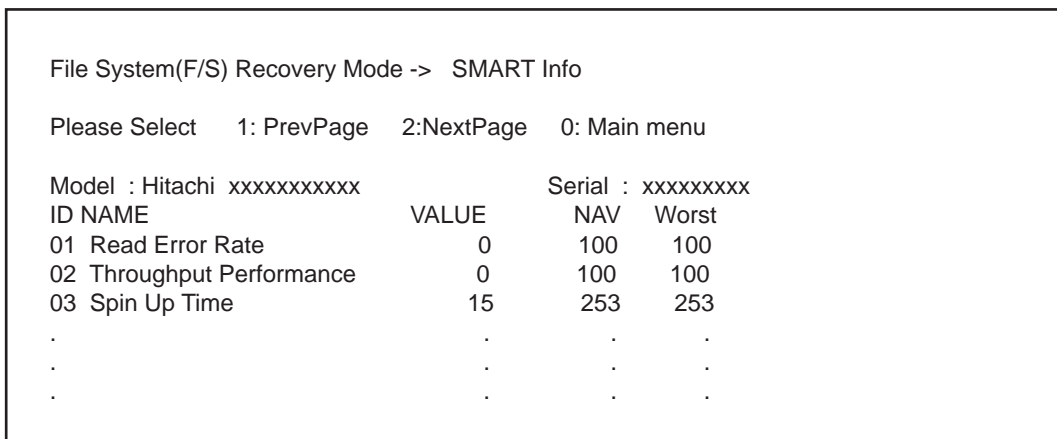 File System(F/S) Recovery Mode -> SMART Info
Please Select 1: PrevPage 2:NextPage 0: Main menu
Model : Hitachi xxxxxxxxxxx Serial : xxxxxxxxx
ID NAME VALUE NAV Worst
01 Read Error Rate 0 100 100
02 Throughput Performance 0 100 100
03 Spin Up Time 15 253 253
. . . .
. . . .
. . . .